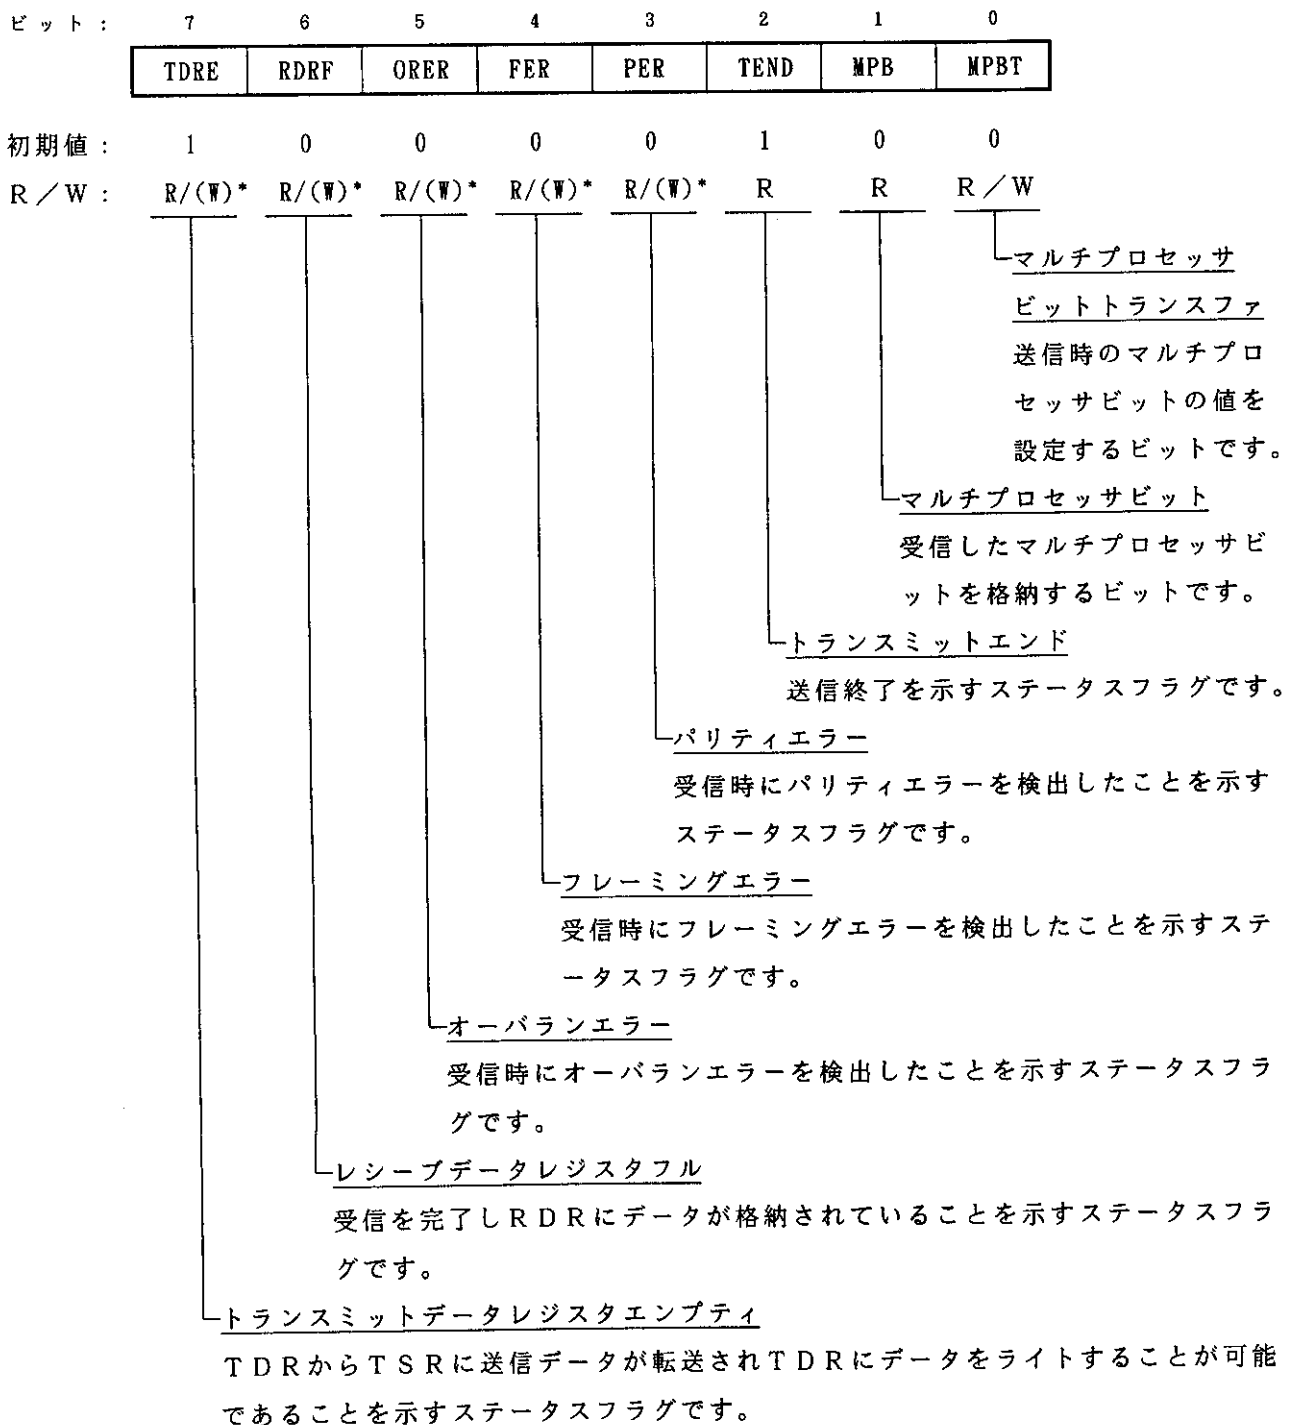 ビット： 7 6 5 4 3 2 1 0
TDRE RDRF ORER FER PER TEND MPB MPBT
初期値： 1 0 0 0 0 1 0 0
R／W： R/(W)* R/(W)* R/(W)* R/(W)* R/(W)* R R R／W
マルチプロセッサ
ビットトランスファ
送信時のマルチプロ
セッサビットの値を
設定するビットです。
マルチプロセッサビット
受信したマルチプロセッサビ
ットを格納するビットです。
トランスミットエンド
送信終了を示すステータスフラグです。
パリティエラー
受信時にパリティエラーを検出したことを示す
ステータスフラグです。
フレーミングエラー
受信時にフレーミングエラーを検出したことを示すステ
ータスフラグです。
オーバランエラー
受信時にオーバランエラーを検出したことを示すステータスフラ
グです。
レシーブデータレジスタフル
受信を完了しRDRにデータが格納されていることを示すステータスフラ
グです。
トランスミットデータレジスタエンプティ
TDRからTSRに送信データが転送されTDRにデータをライトすることが可能
であることを示すステータスフラグです。